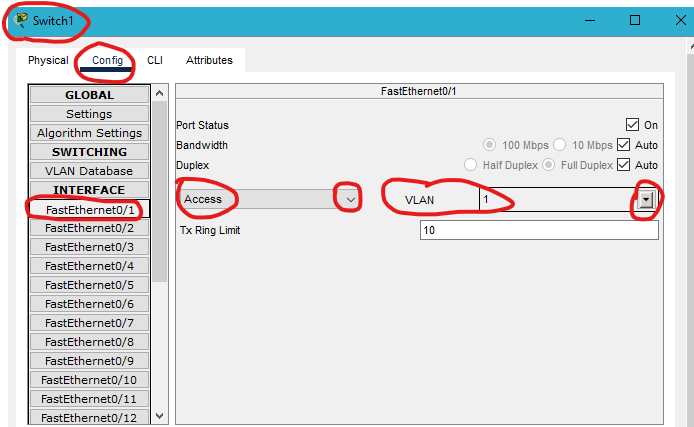 Switch1
Physical Config CLI Attributes
GLOBAL
Settings
Algorithm Settings
SWITCHING
VLAN Database
INTERFACE
FastEthernet0/1
FastEthernet0/2
FastEthernet0/3
FastEthernet0/4
FastEthernet0/5
FastEthernet0/6
FastEthernet0/7
FastEthernet0/8
FastEthernet0/9
FastEthernet0/10
FastEthernet0/11
FastEthernet0/12
FastEthernet0/1
Port Status On
Bandwidth 100 Mbps 10 Mbps Auto
Duplex Half Duplex Full Duplex Auto
Access VLAN 1
Tx Ring Limit 10